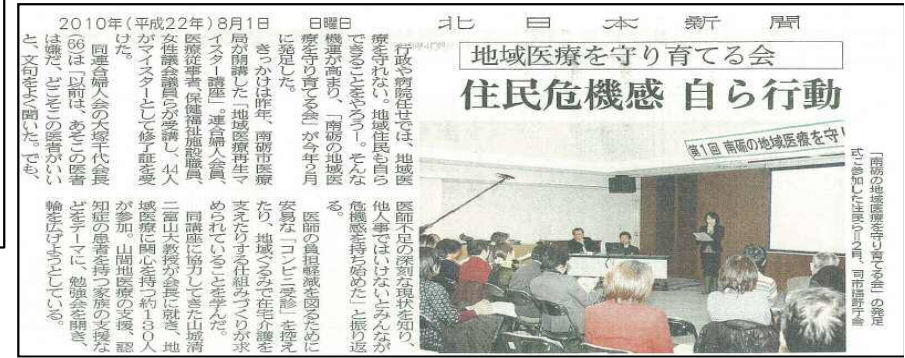 2010年(平成22年)8月1日 日曜日 北日本新聞
地域医療を守り育てる会
住民危機感 自ら行動
第1回 南砺の地域医療を守り
「南砺の地域医療を守り育てる会」の発足
式に参加した住民ら=2月、同市福野庁舎
行政や病院任せでは、地域医
療を守れない。地域住民も自ら
できることをやろう―。そんな
機運が高まり、「南砺の地域医
療を守り育てる会」が今年2月
に発足した。
きっかけは昨年、南砺市医療
局が開講した「地域医療再生マ
イスター講座」。連合婦人会員、
医療従事者、保健福祉施設職員、
女性議会議員らが受講し、44人
がマイスターとして修了証を受
けた。
同連合婦人会の大塚千代会長
(66)は「以前は、あそこの医者
は嫌だ、どこそこの医者がいい
と、文句をよく聞いた。でも、
医師不足の深刻な現状を知り、
他人事ではいけないとみんなが
危機感を持ち始めた」と振り返
る。
医師の負担軽減を図るために
安易な「コンビニ受診」を控え
たり、地域ぐるみで在宅介護を
支えたりする仕組みづくりが求
められていることを学んだ。
同講座に協力してきた山城清
二富山大教授が会長に就き、地
域医療に関心を持つ約130人
が参加。山間地医療の支援、認
知症の患者を持つ家族の支援な
どをテーマに、勉強会を開き、
輪を広げようとしている。